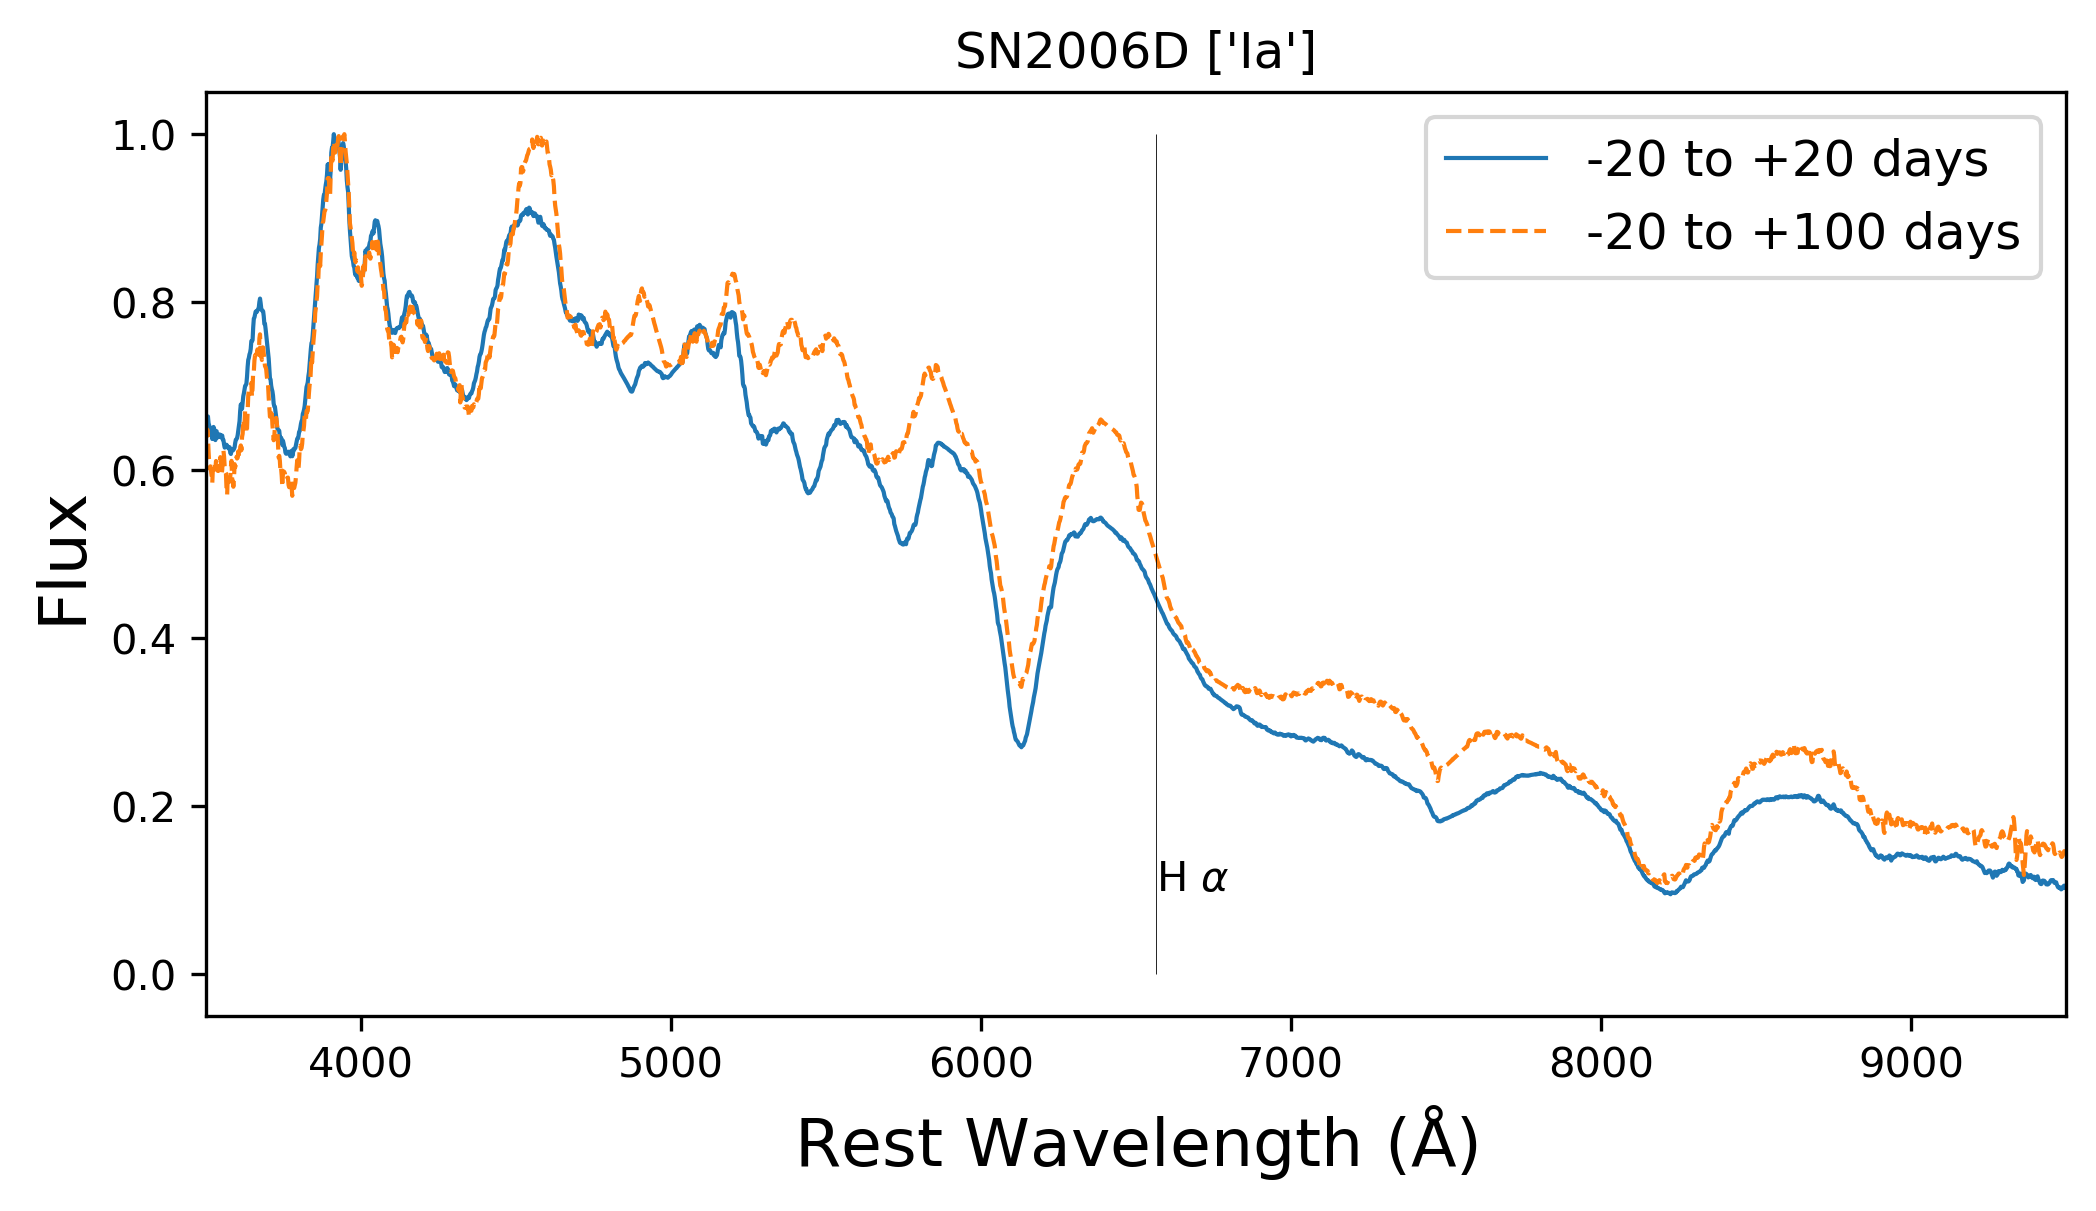 SN2006D ['Ia']
-20 to +20 days
-20 to +100 days
1.0
0.8
0.6
0.4
0.2
0.0
Flux
H α
4000 5000 6000 7000 8000 9000
Rest Wavelength (Å)